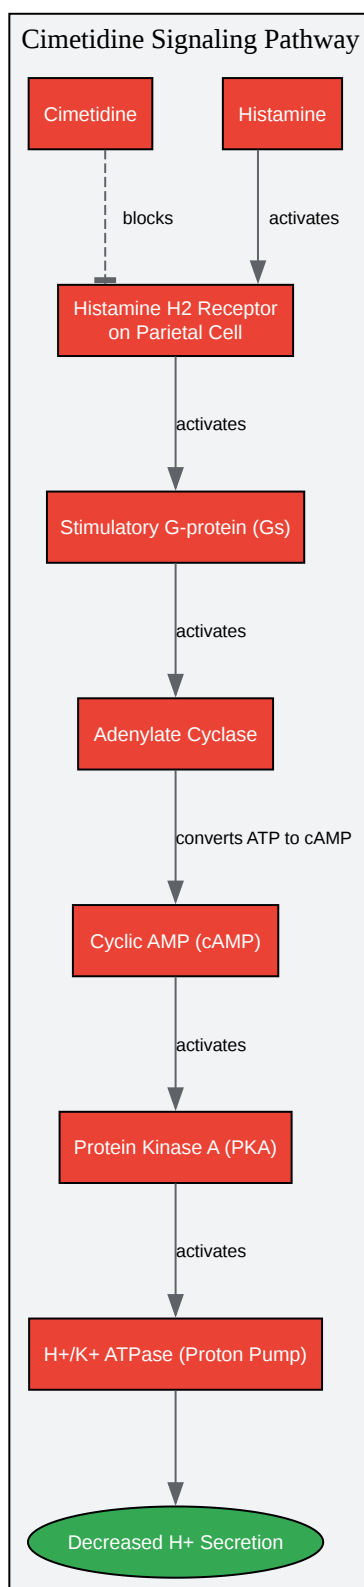 Cimetidine Signaling Pathway
Cimetidine
Histamine
blocks
activates
Histamine H2 Receptor
on Parietal Cell
activates
Stimulatory G-protein (Gs)
activates
Adenylate Cyclase
converts ATP to cAMP
Cyclic AMP (cAMP)
activates
Protein Kinase A (PKA)
activates
H+/K+ ATPase (Proton Pump)
Decreased H+ Secretion